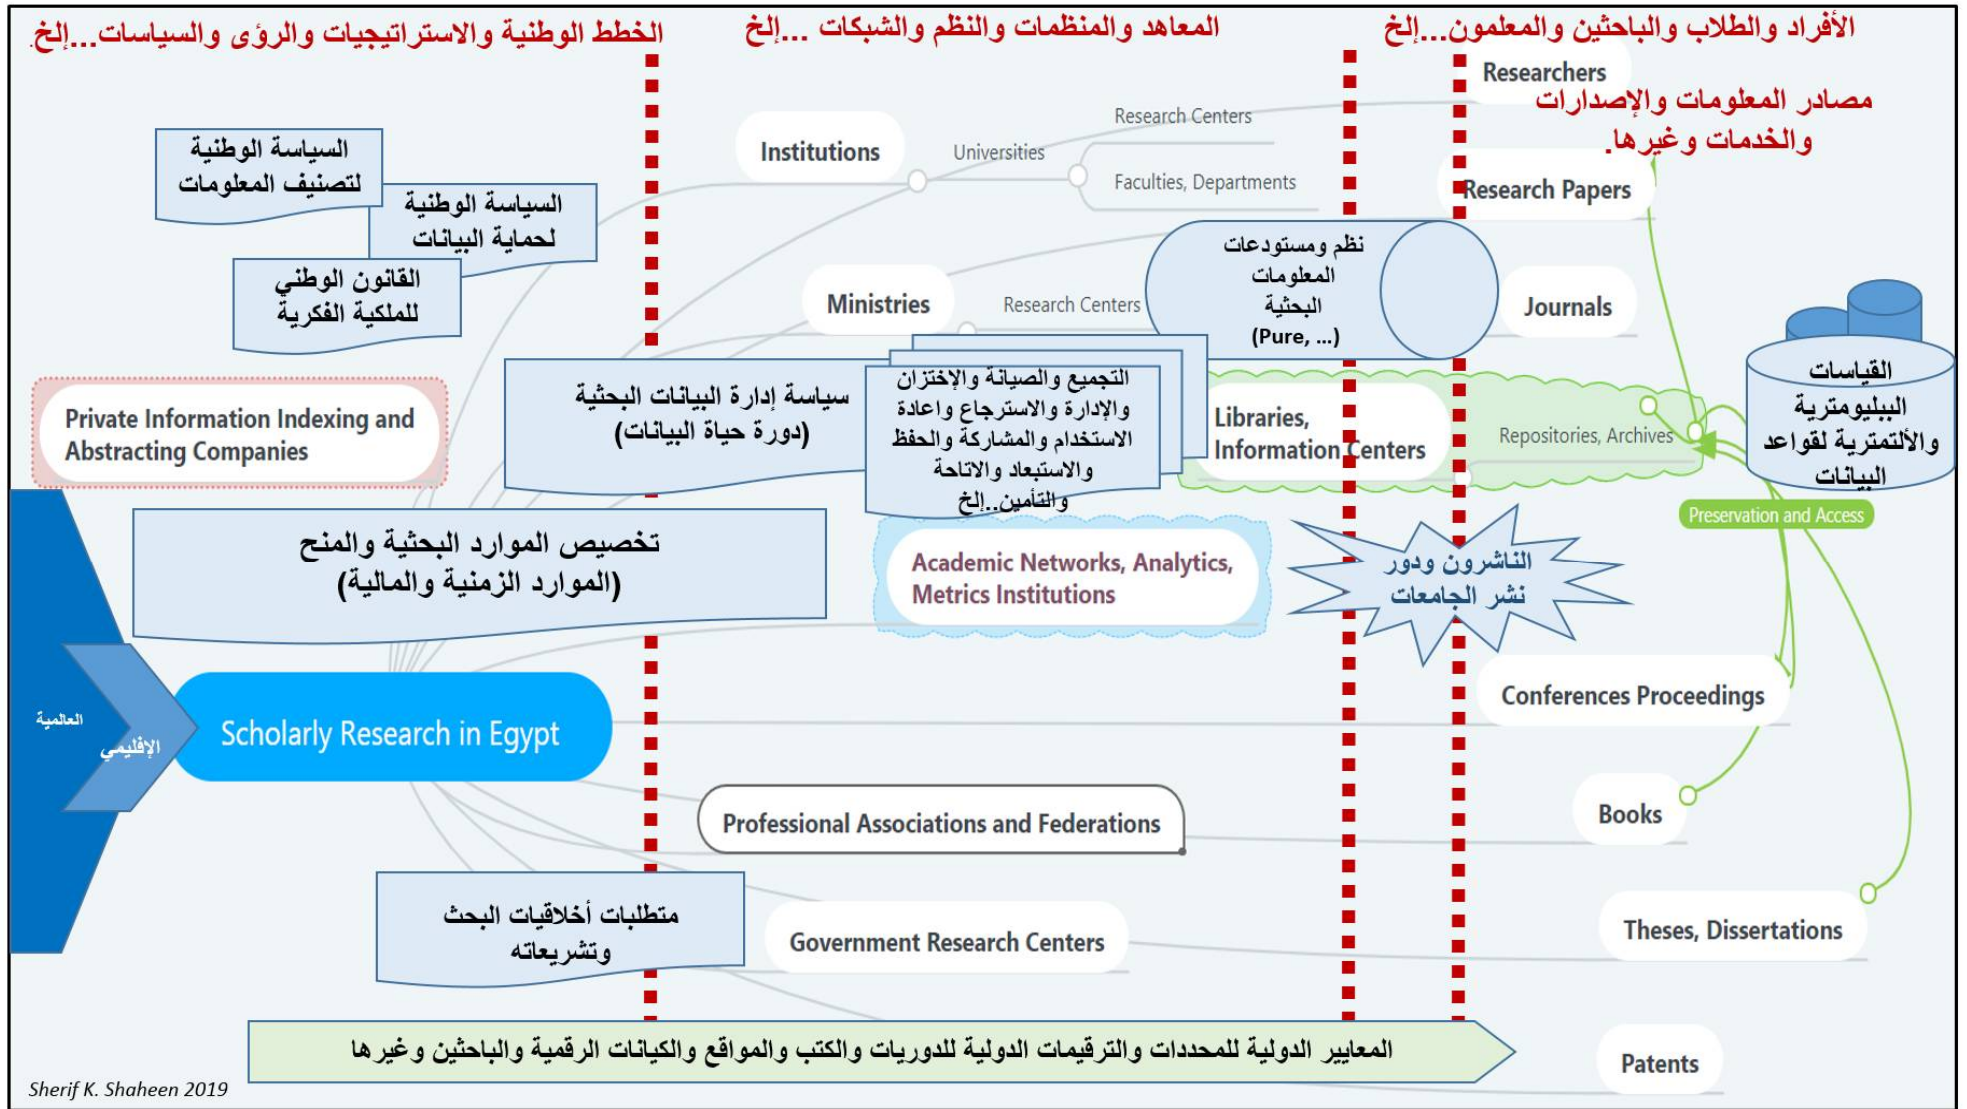 الأفراد والطلاب والباحثين والمعلمون...إلخ
المعاهد والمنظمات والنظم والشبكات ...إلخ
الخطط الوطنية والاستراتيجيات والرؤى والسياسات...إلخ.
Researchers
مصادر المعلومات والإصدارات
والخدمات وغيرها.
Research Centers
Institutions
Universities
Faculties, Departments
Research Papers
السياسة الوطنية
لتصنيف المعلومات
السياسة الوطنية
لحماية البيانات
القانون الوطني
للملكية الفكرية
نظم ومستودعات
المعلومات
البحثية
(Pure, ...)
Ministries
Research Centers
Journals
القياسات
الببليومترية
والألتمترية لقواعد
البيانات
Private Information Indexing and
Abstracting Companies
سياسة إدارة البيانات البحثية
(دورة حياة البيانات)
التجميع والصيانة والإختزان
والإدارة والاسترجاع واعادة
الاستخدام والمشاركة والحفظ
والاستبعاد والاتاحة
والتأمين..إلخ
Libraries,
Information Centers
Repositories, Archives
Preservation and Access
تخصيص الموارد البحثية والمنح
(الموارد الزمنية والمالية)
Academic Networks, Analytics,
Metrics Institutions
الناشرون ودور
نشر الجامعات
العالمية
الإقليمي
Scholarly Research in Egypt
Conferences Proceedings
Professional Associations and Federations
Books
متطلبات أخلاقيات البحث
وتشريعاته
Government Research Centers
Theses, Dissertations
المعايير الدولية للمحددات والترقيمات الدولية للدوريات والكتب والمواقع والكيانات الرقمية والباحثين وغيرها
Patents
Sherif K. Shaheen 2019